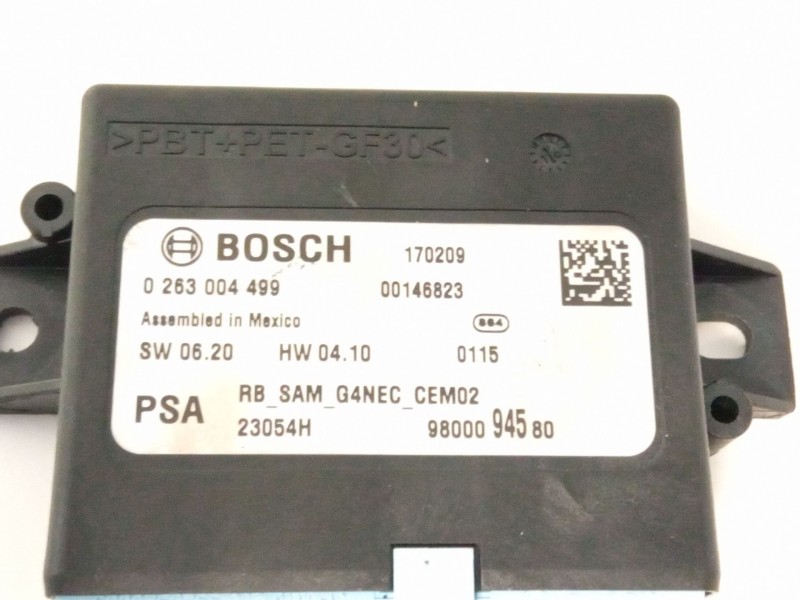 >PBT+PET-GF30<
BOSCH 170209
0 263 004 499 00146823
Assembled in Mexico 864
SW 06.20 HW 04.10 0115
PSA RB_SAM_G4NEC_CEM02
23054H 98000 945 80